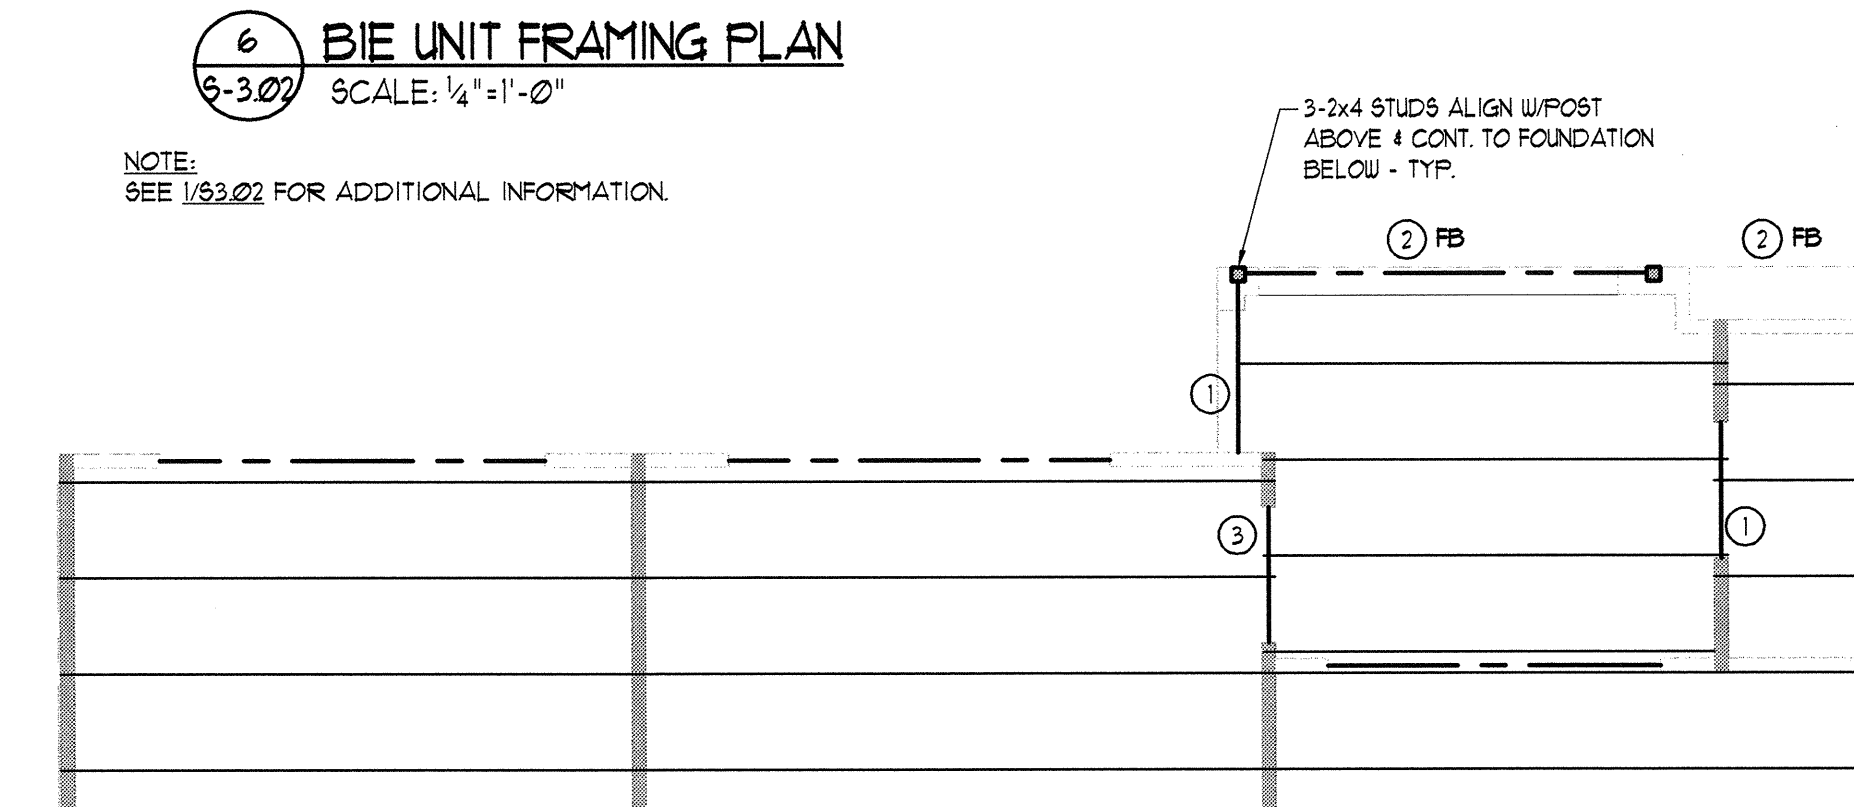 6
S-3.02
BIE UNIT FRAMING PLAN
SCALE: 1/4"=1'-0"
NOTE:
SEE 1/S3.02 FOR ADDITIONAL INFORMATION.
3-2x4 STUDS ALIGN W/POST
ABOVE & CONT. TO FOUNDATION
BELOW - TYP.
2 FB
2 FB
1
3
1